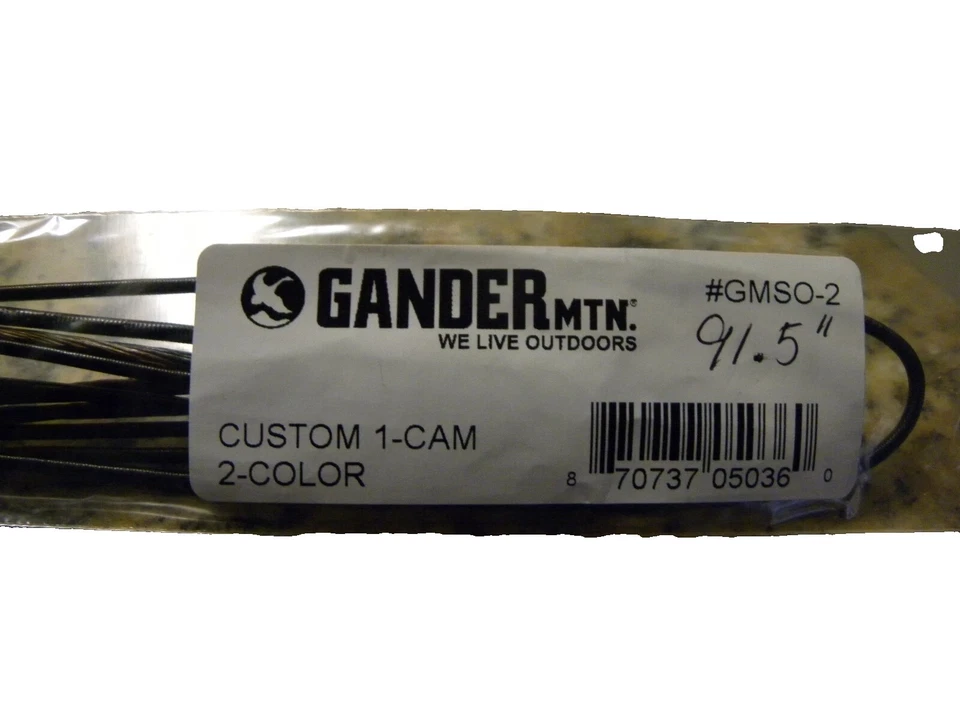 GANDER MTN.®
WE LIVE OUTDOORS
#GMSO-2
91.5"
CUSTOM 1-CAM
2-COLOR
8 70737 05036 0